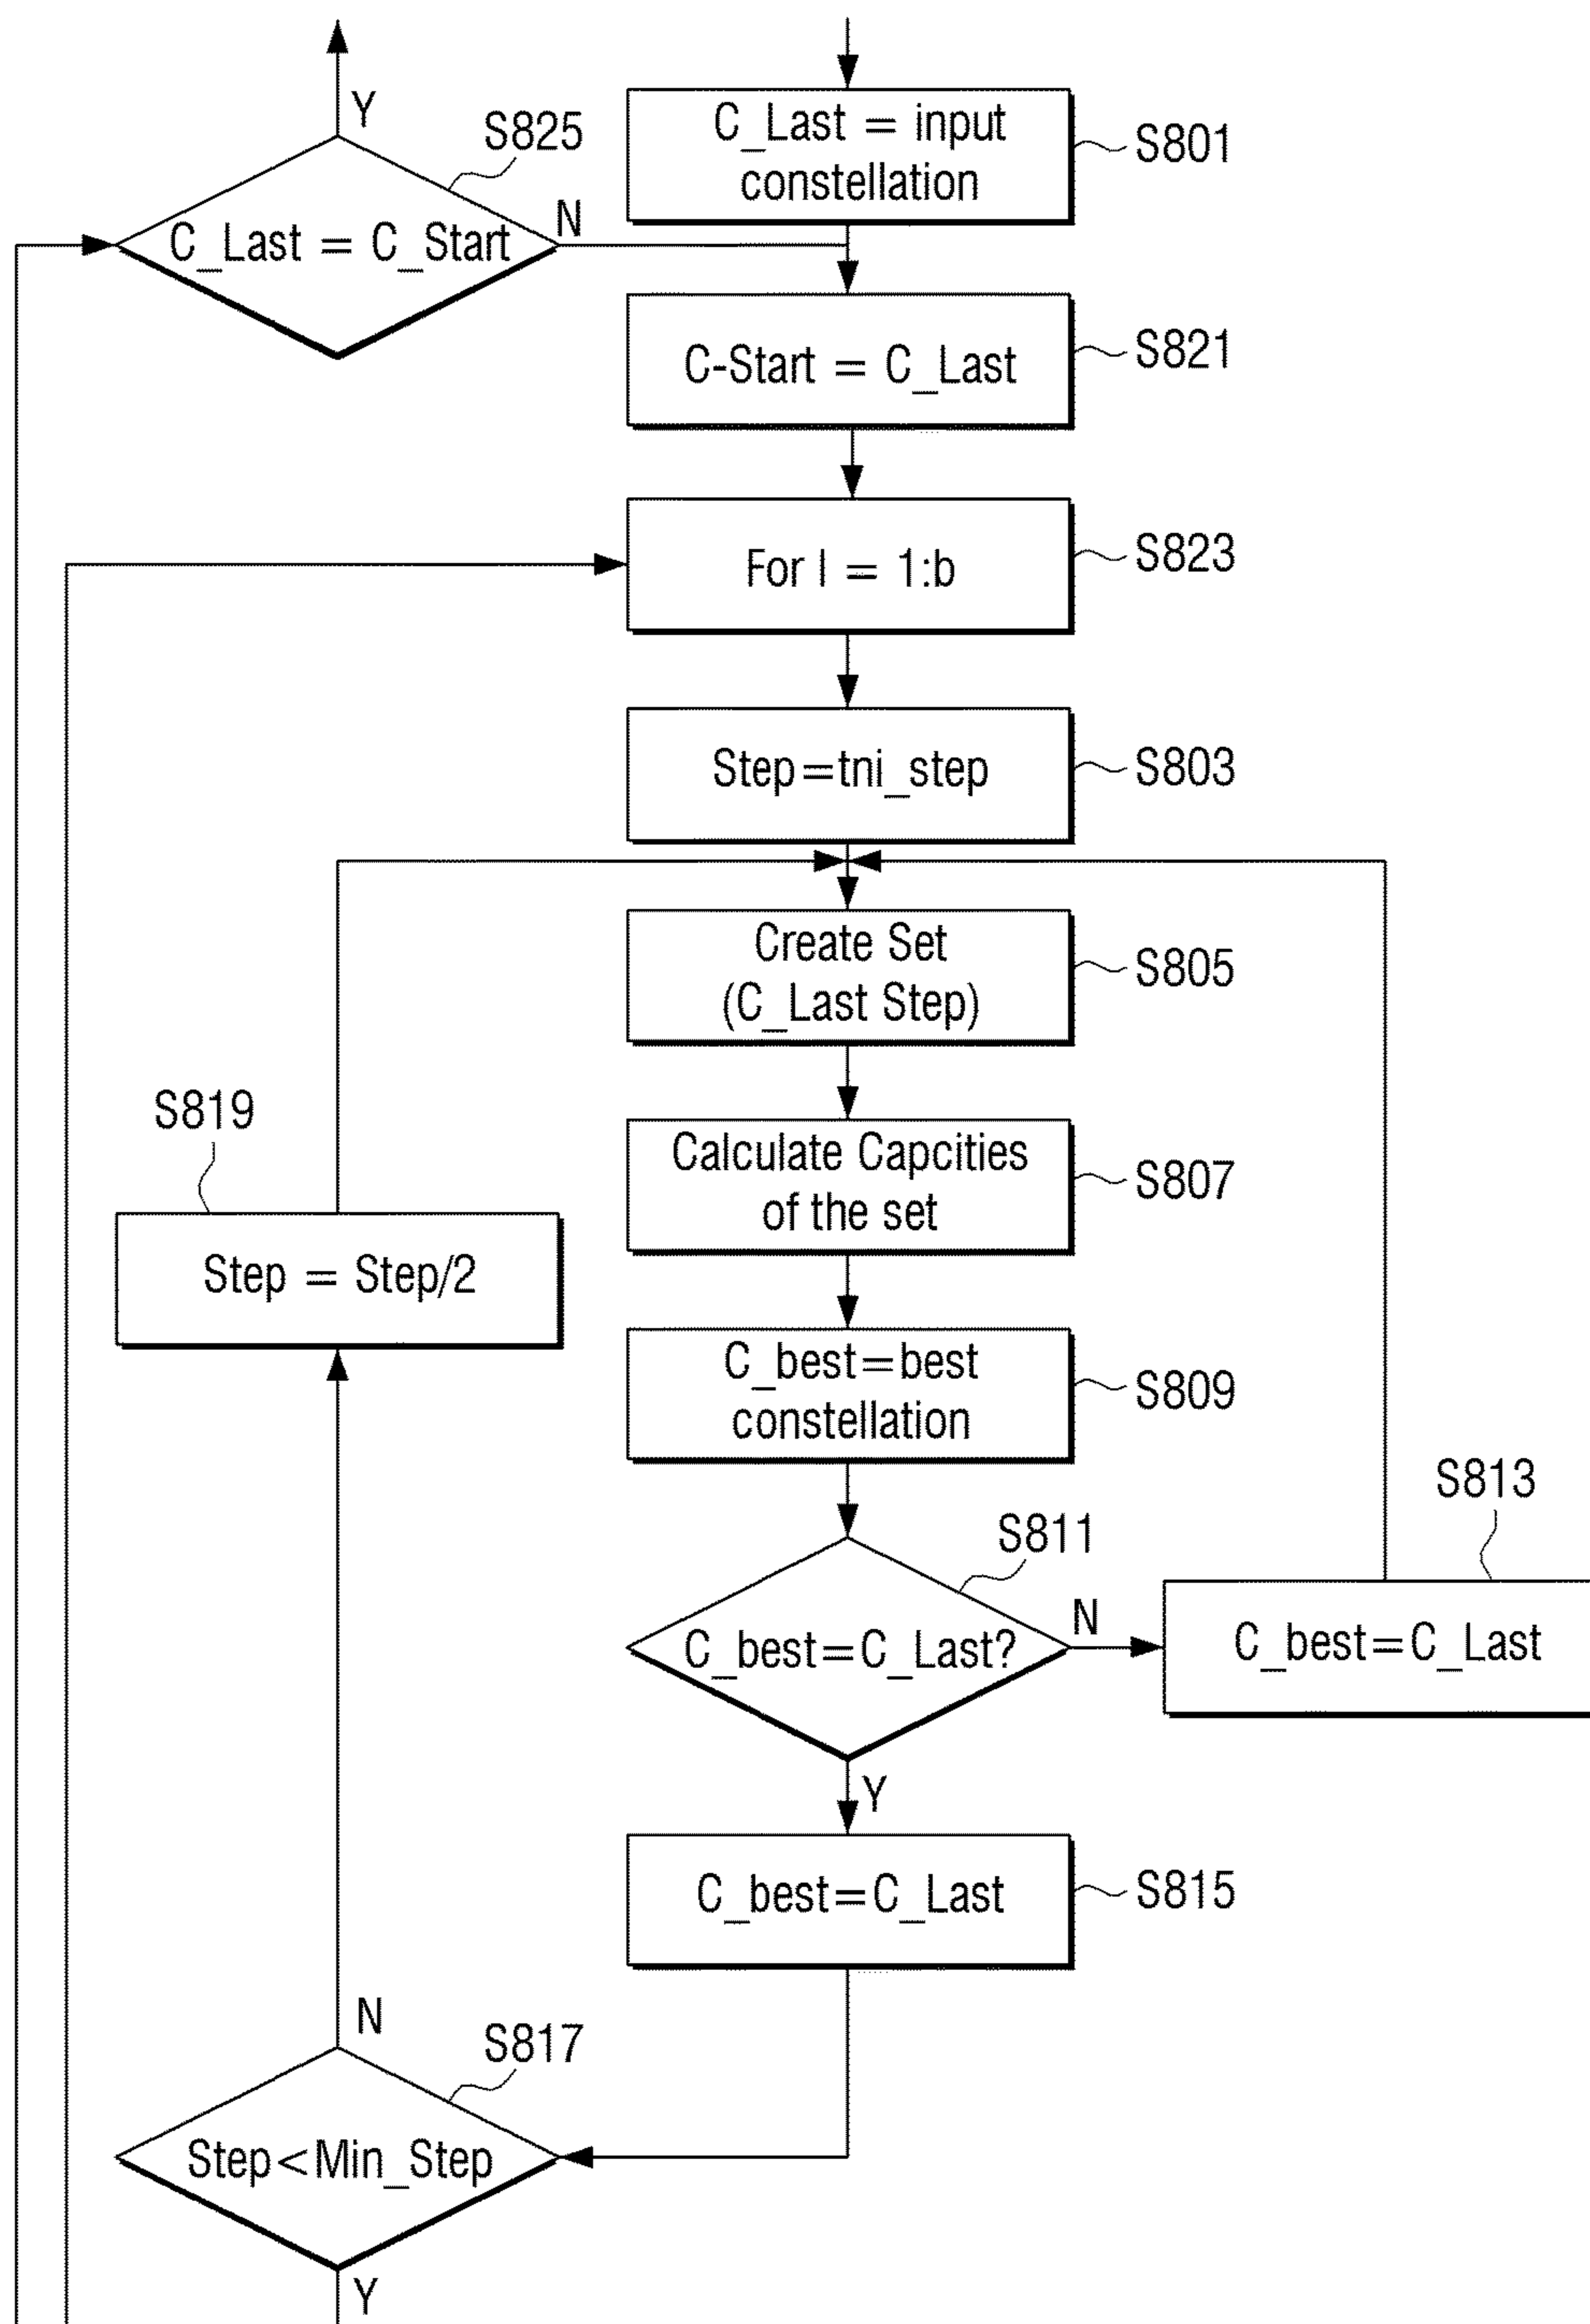 Y
S825
C_Last = C_Start
N
C_Last = input
constellation
S801
C-Start = C_Last
S821
For I = 1:b
S823
Step=tni_step
S803
Create Set
(C_Last Step)
S805
Calculate Capcities
of the set
S807
S819
Step = Step/2
C_best=best
constellation
S809
S811
C_best=C_Last?
N
S813
C_best=C_Last
Y
C_best=C_Last
S815
N
S817
Step<Min_Step
Y